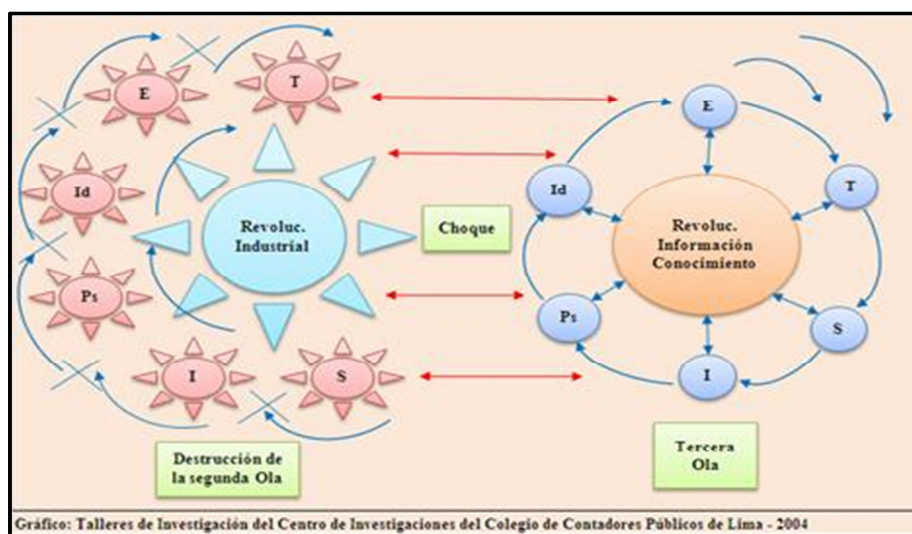 E
T
Id
Ps
I
S
Revoluc.
Industrial
Choque
E
T
S
I
Ps
Id
Revoluc.
Información
Conocimiento
Destrucción de
la segunda Ola
Tercera
Ola
Gráfico: Talleres de Investigación del Centro de Investigaciones del Colegio de Contadores Públicos de Lima - 2004